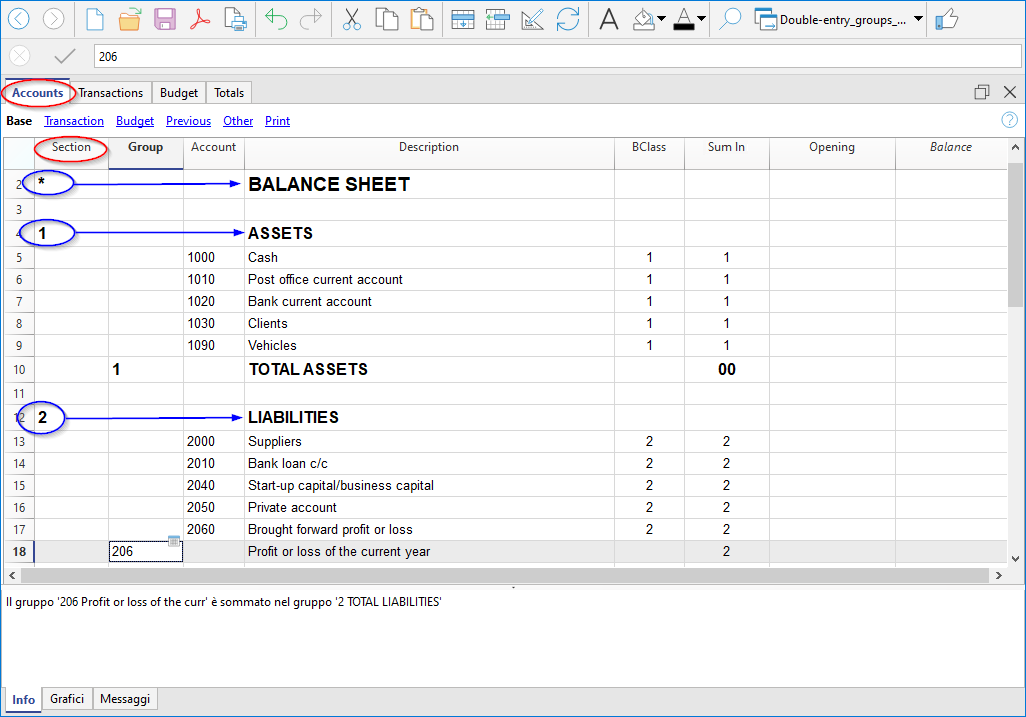 Double-entry_groups_...
206
Accounts Transactions Budget Totals
Base Transaction Budget Previous Other Print
Section Group Account Description BClass Sum In Opening Balance
2 * BALANCE SHEET
3
4 1 ASSETS
5 1000 Cash 1 1
6 1010 Post office current account 1 1
7 1020 Bank current account 1 1
8 1030 Clients 1 1
9 1090 Vehicles 1 1
10 1 TOTAL ASSETS 00
11
12 2 LIABILITIES
13 2000 Suppliers 2 2
14 2010 Bank loan c/c 2 2
15 2040 Start-up capital/business capital 2 2
16 2050 Private account 2 2
17 2060 Brought forward profit or loss 2 2
18 206 Profit or loss of the current year 2
Il gruppo '206 Profit or loss of the curr' è sommato nel gruppo '2 TOTAL LIABILITIES'
Info Grafici Messaggi